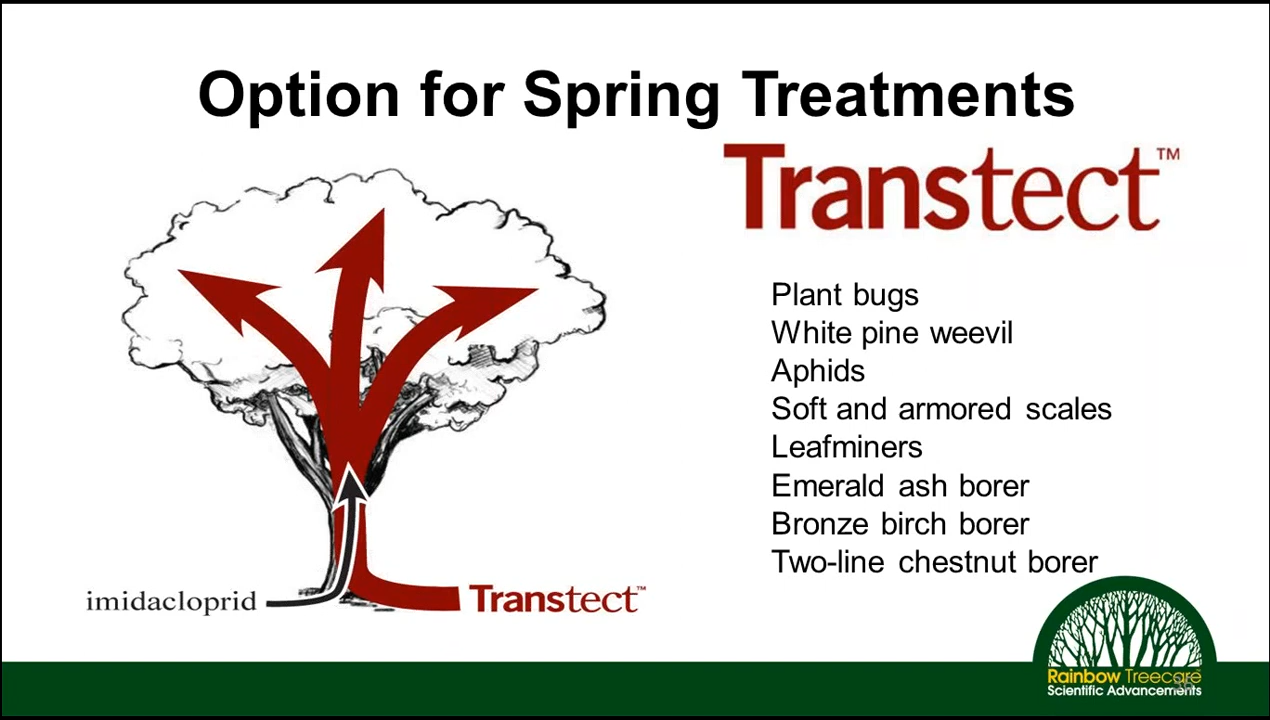 Option for Spring Treatments
Transtect™
Plant bugs
White pine weevil
Aphids
Soft and armored scales
Leafminers
Emerald ash borer
Bronze birch borer
Two-line chestnut borer
imidacloprid
Transtect™
Rainbow Treecare
Scientific Advancements